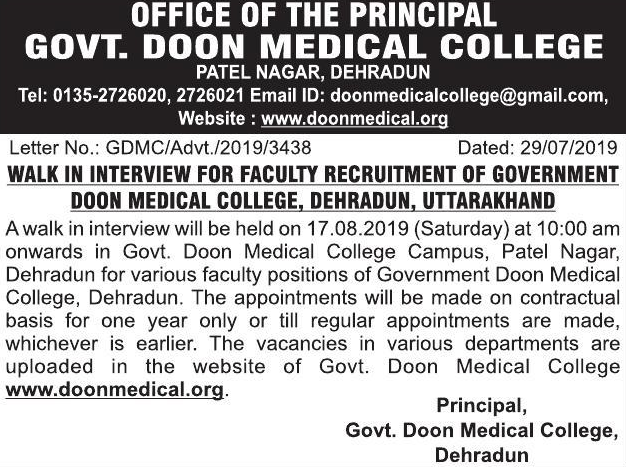 OFFICE OF THE PRINCIPAL
GOVT. DOON MEDICAL COLLEGE
PATEL NAGAR, DEHRADUN
Tel: 0135-2726020, 2726021 Email ID: doonmedicalcollege@gmail.com,
Website : www.doonmedical.org
Letter No.: GDMC/Advt./2019/3438 Dated: 29/07/2019
WALK IN INTERVIEW FOR FACULTY RECRUITMENT OF GOVERNMENT
DOON MEDICAL COLLEGE, DEHRADUN, UTTARAKHAND
A walk in interview will be held on 17.08.2019 (Saturday) at 10:00 am
onwards in Govt. Doon Medical College Campus, Patel Nagar,
Dehradun for various faculty positions of Government Doon Medical
College, Dehradun. The appointments will be made on contractual
basis for one year only or till regular appointments are made,
whichever is earlier. The vacancies in various departments are
uploaded in the website of Govt. Doon Medical College
www.doonmedical.org.
Principal,
Govt. Doon Medical College,
Dehradun